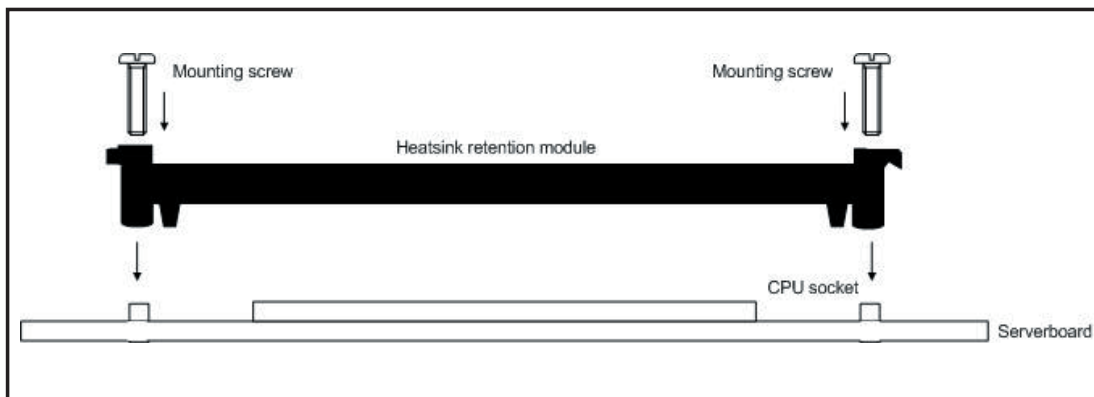 Mounting screw
Mounting screw
Heatsink retention module
CPU socket
Serverboard